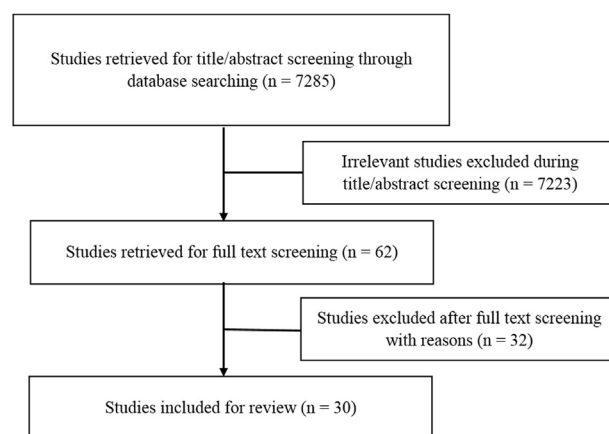 Studies retrieved for title/abstract screening through
database searching (n = 7285)
Irrelevant studies excluded during
title/abstract screening (n = 7223)
Studies retrieved for full text screening (n = 62)
Studies excluded after full text screening
with reasons (n = 32)
Studies included for review (n = 30)